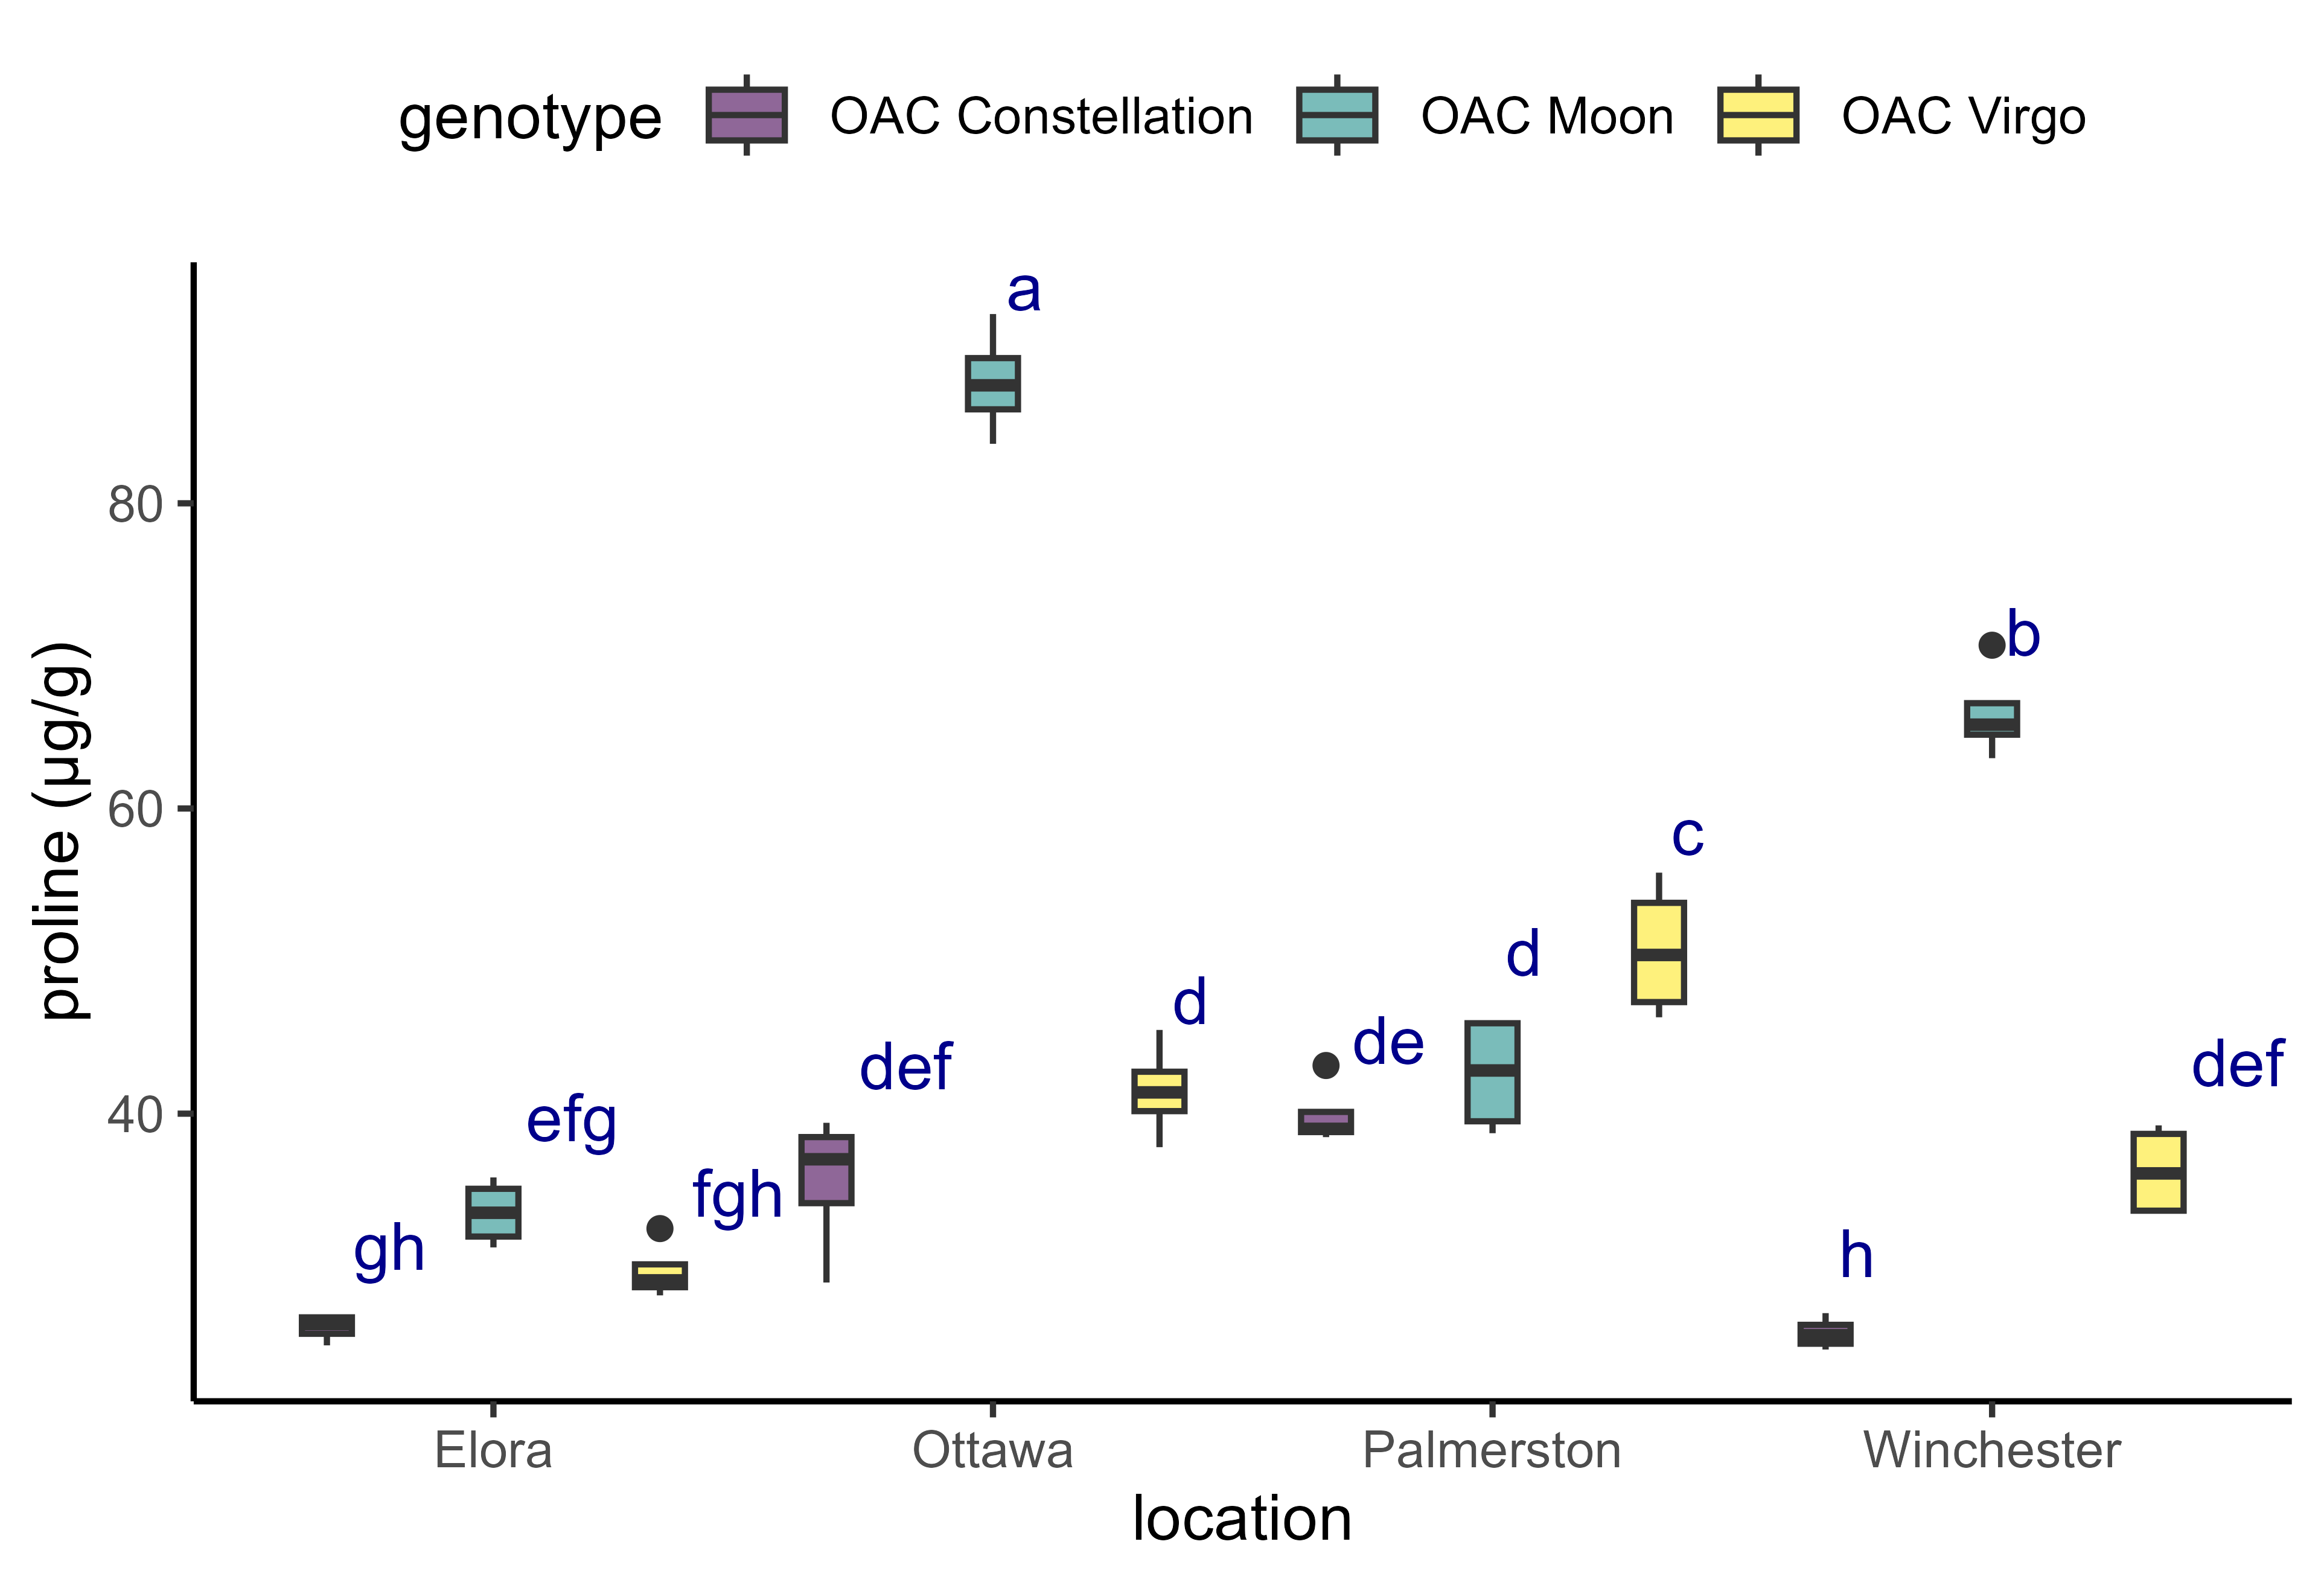 genotype OAC Constellation OAC Moon OAC Virgo
a
80
b
60
c
d
d
de
def
def
40
efg
fgh
gh
h
proline (µg/g)
Elora Ottawa Palmerston Winchester
location